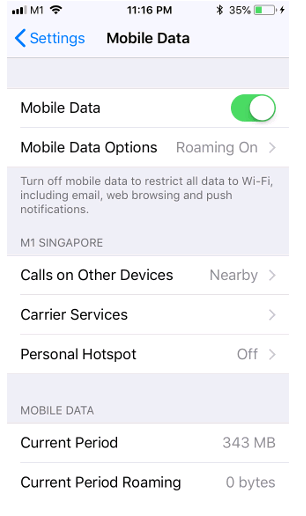 M1 11:16 PM 35%
Settings Mobile Data
Mobile Data
Mobile Data Options Roaming On
Turn off mobile data to restrict all data to Wi-Fi,
including email, web browsing and push
notifications.
M1 SINGAPORE
Calls on Other Devices Nearby
Carrier Services
Personal Hotspot Off
MOBILE DATA
Current Period 343 MB
Current Period Roaming 0 bytes